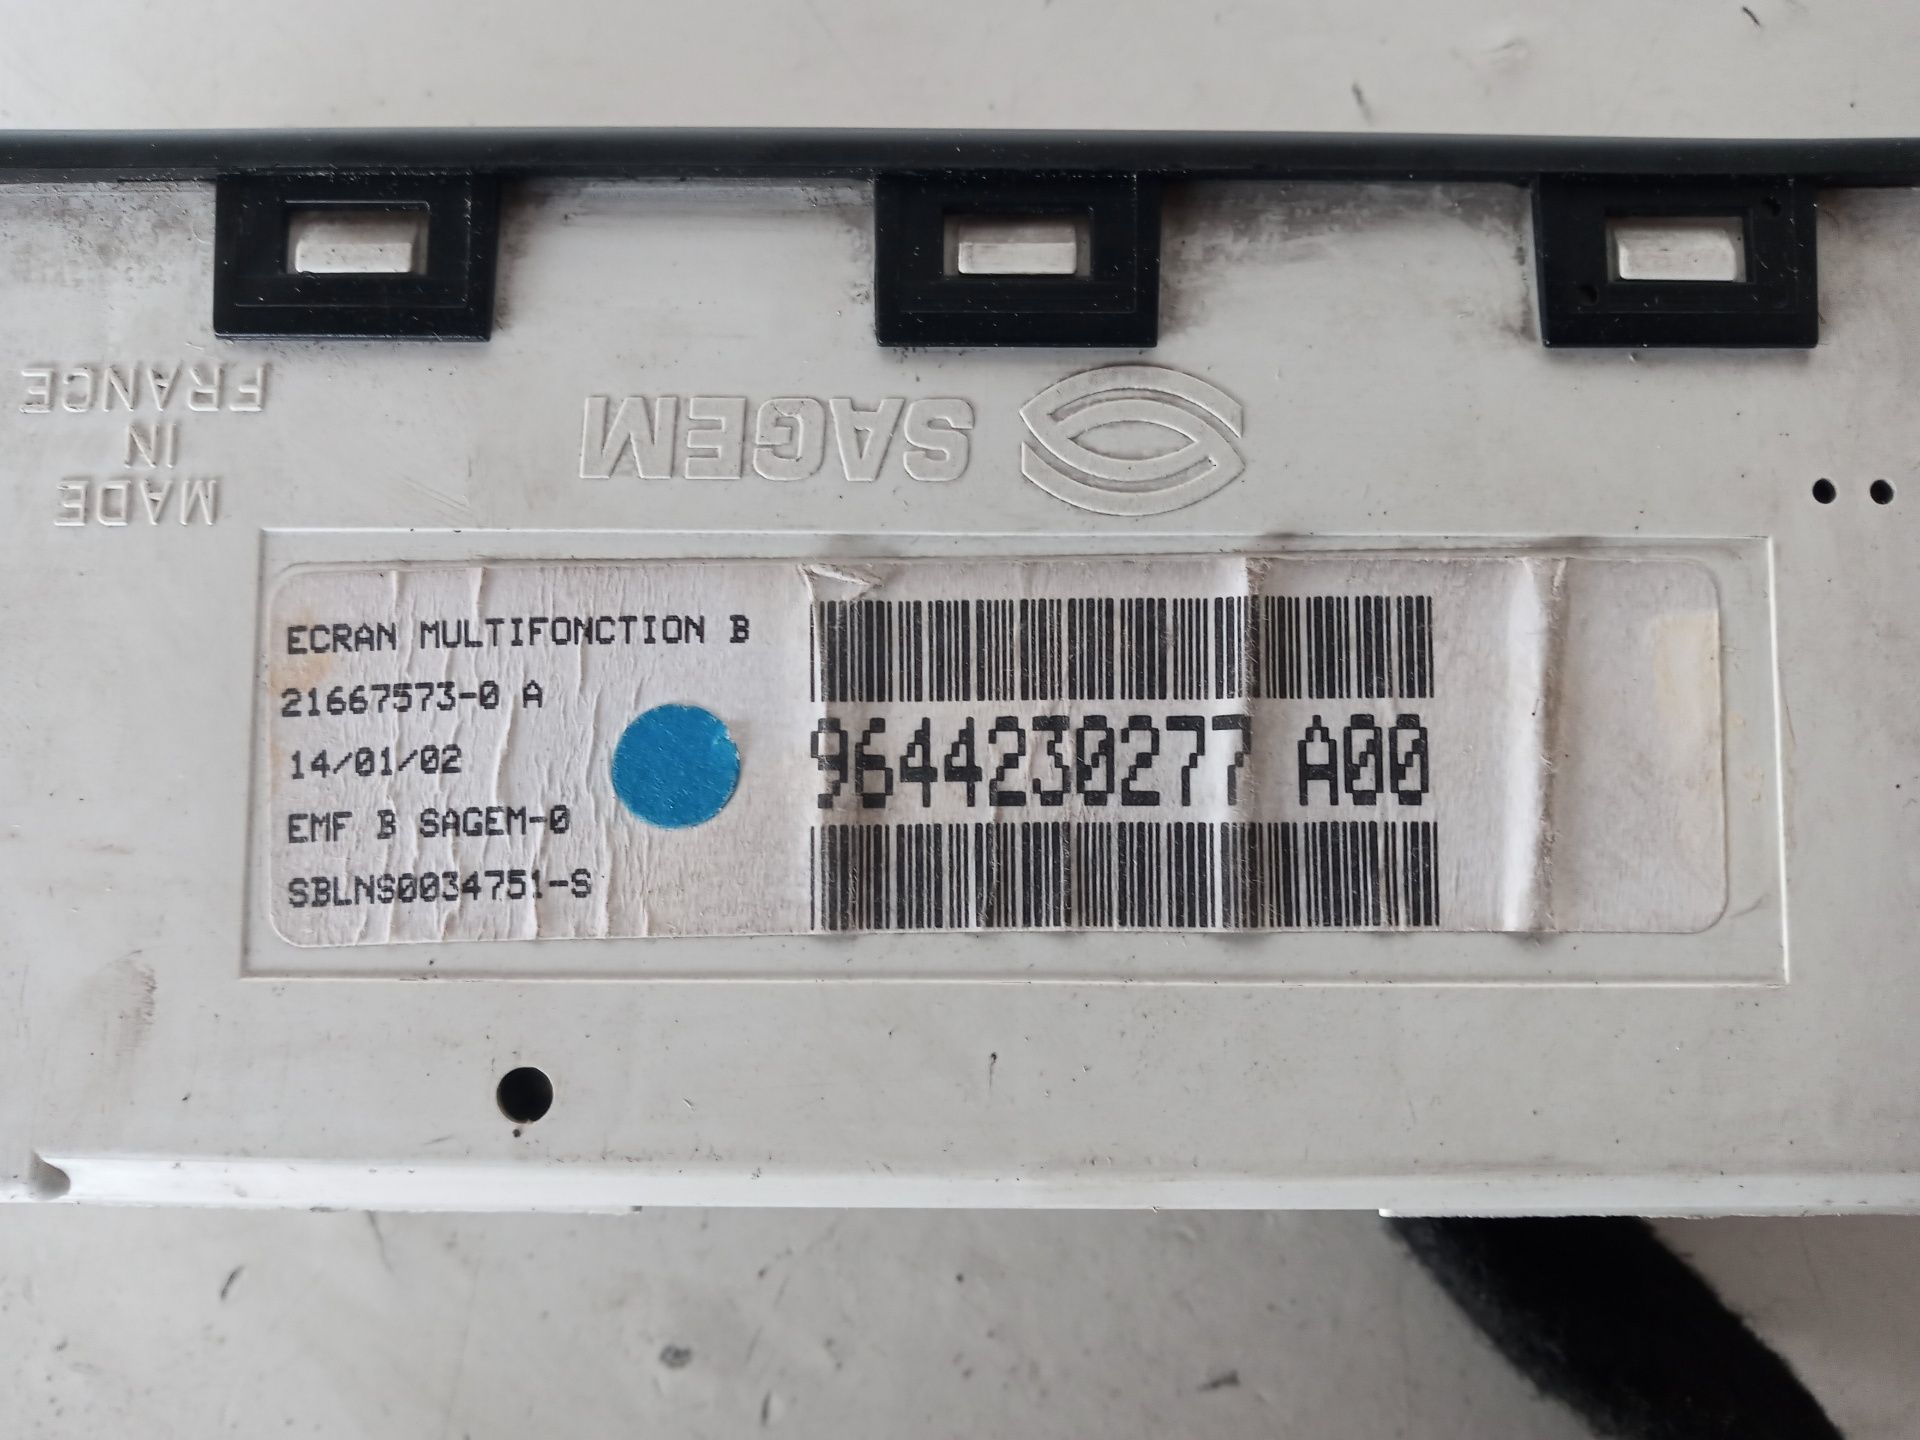 MADE
IN
FRANCE
SAGEM
ECRAN MULTIFONCTION B
21667573-0 A
14/01/02
EMF B SAGEM-0
SBLNS0034751-S
9644230277 A00